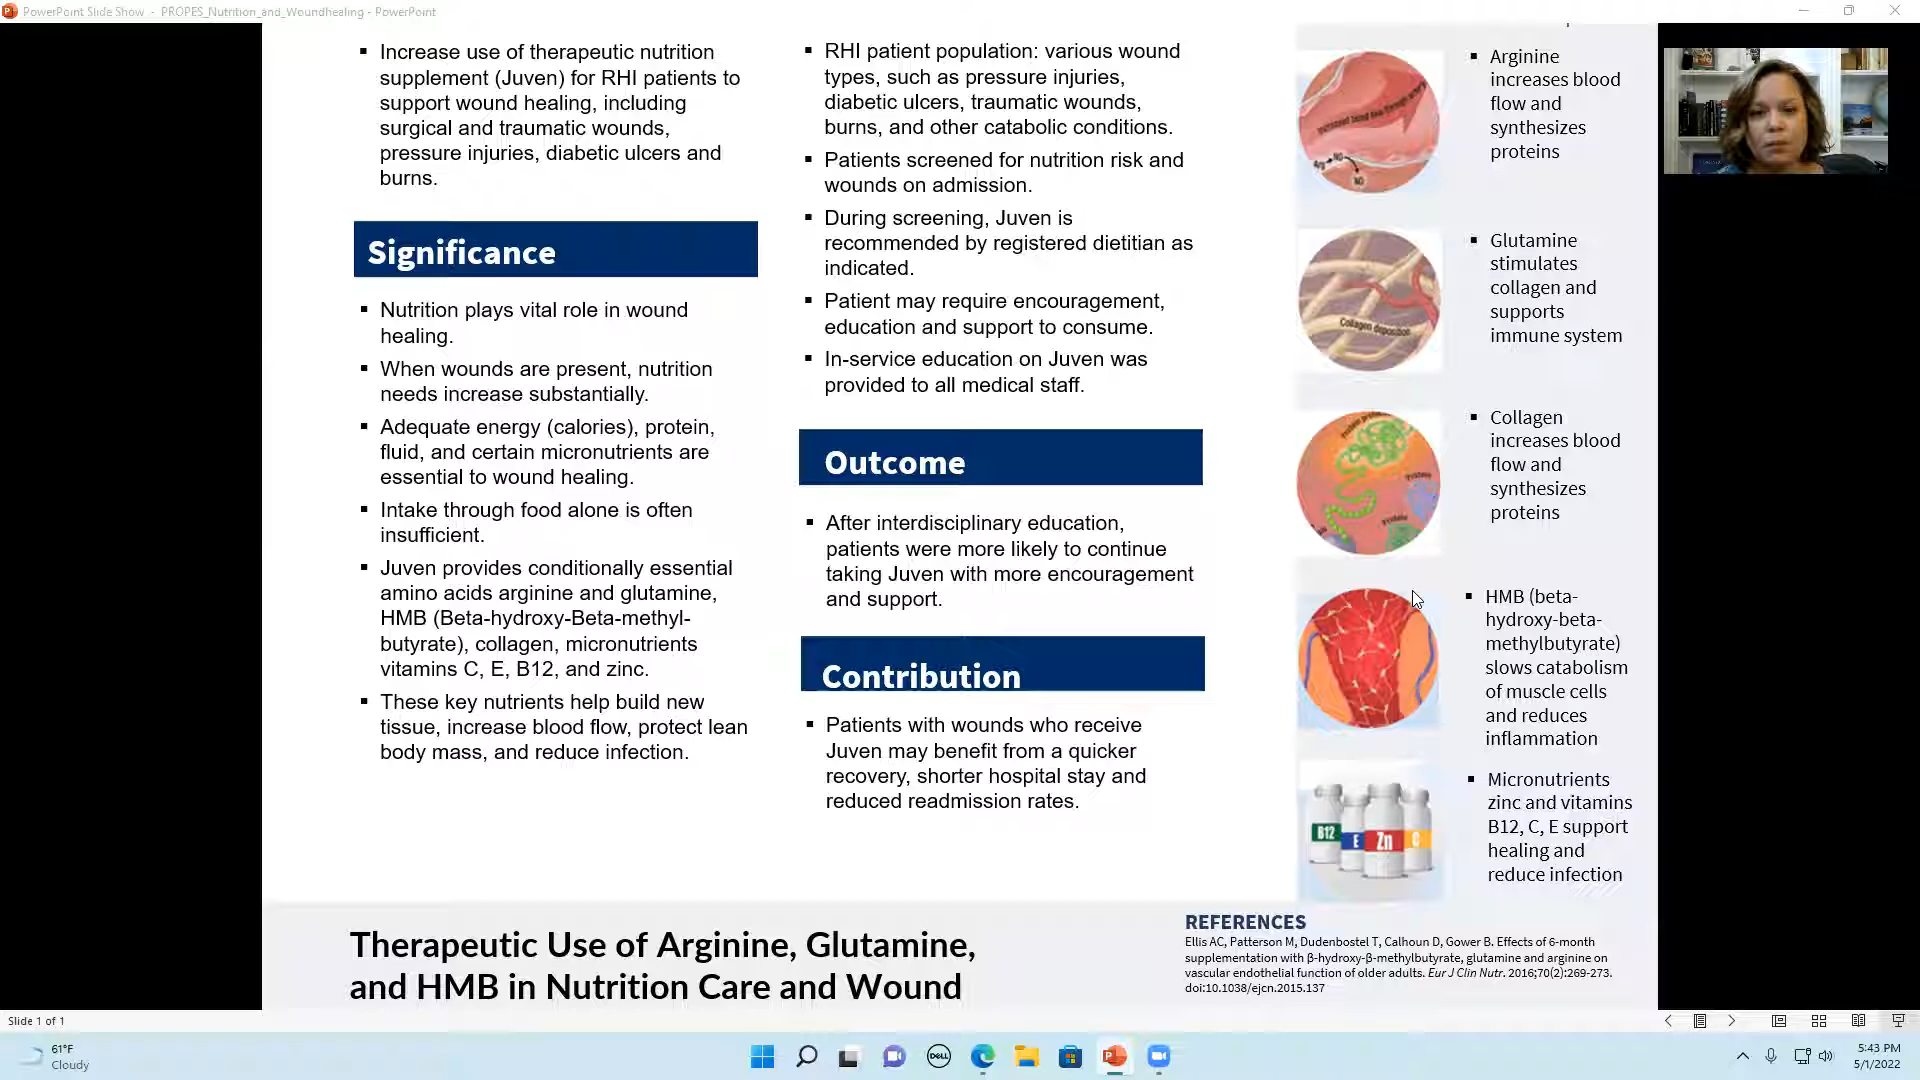 PowerPoint Slide Show - PROPES_Nutrition_and_Woundhealing - PowerPoint
▪ Increase use of therapeutic nutrition
supplement (Juven) for RHI patients to
support wound healing, including
surgical and traumatic wounds,
pressure injuries, diabetic ulcers and
burns.
Significance
▪ Nutrition plays vital role in wound
healing.
▪ When wounds are present, nutrition
needs increase substantially.
▪ Adequate energy (calories), protein,
fluid, and certain micronutrients are
essential to wound healing.
▪ Intake through food alone is often
insufficient.
▪ Juven provides conditionally essential
amino acids arginine and glutamine,
HMB (Beta-hydroxy-Beta-methyl-
butyrate), collagen, micronutrients
vitamins C, E, B12, and zinc.
▪ These key nutrients help build new
tissue, increase blood flow, protect lean
body mass, and reduce infection.
▪ RHI patient population: various wound
types, such as pressure injuries,
diabetic ulcers, traumatic wounds,
burns, and other catabolic conditions.
▪ Patients screened for nutrition risk and
wounds on admission.
▪ During screening, Juven is
recommended by registered dietitian as
indicated.
▪ Patient may require encouragement,
education and support to consume.
▪ In-service education on Juven was
provided to all medical staff.
Outcome
▪ After interdisciplinary education,
patients were more likely to continue
taking Juven with more encouragement
and support.
Contribution
▪ Patients with wounds who receive
Juven may benefit from a quicker
recovery, shorter hospital stay and
reduced readmission rates.
Arg NO
NO
▪ Arginine
increases blood
flow and
synthesizes
proteins
Collagen deposition
▪ Glutamine
stimulates
collagen and
supports
immune system
Protein
Protein
▪ Collagen
increases blood
flow and
synthesizes
proteins
▪ HMB (beta-
hydroxy-beta-
methylbutyrate)
slows catabolism
of muscle cells
and reduces
inflammation
B12 E Zn C
▪ Micronutrients
zinc and vitamins
B12, C, E support
healing and
reduce infection
Therapeutic Use of Arginine, Glutamine,
and HMB in Nutrition Care and Wound
REFERENCES
Ellis AC, Patterson M, Dudenbostel T, Calhoun D, Gower B. Effects of 6-month
supplementation with β-hydroxy-β-methylbutyrate, glutamine and arginine on
vascular endothelial function of older adults. Eur J Clin Nutr. 2016;70(2):269-273.
doi:10.1038/ejcn.2015.137
Slide 1 of 1
61°F
Cloudy
DELL
5:43 PM
5/1/2022